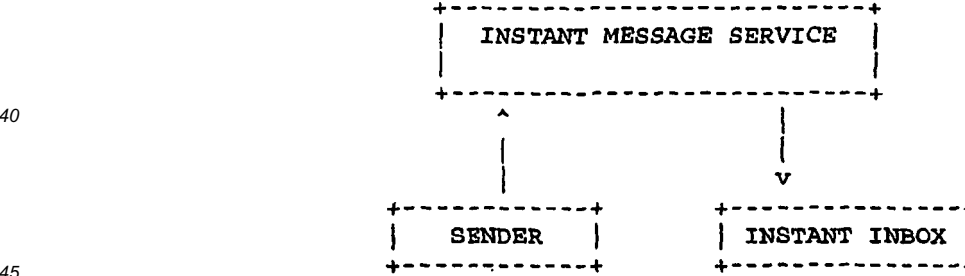 INSTANT MESSAGE SERVICE
40
SENDER
INSTANT INBOX
45